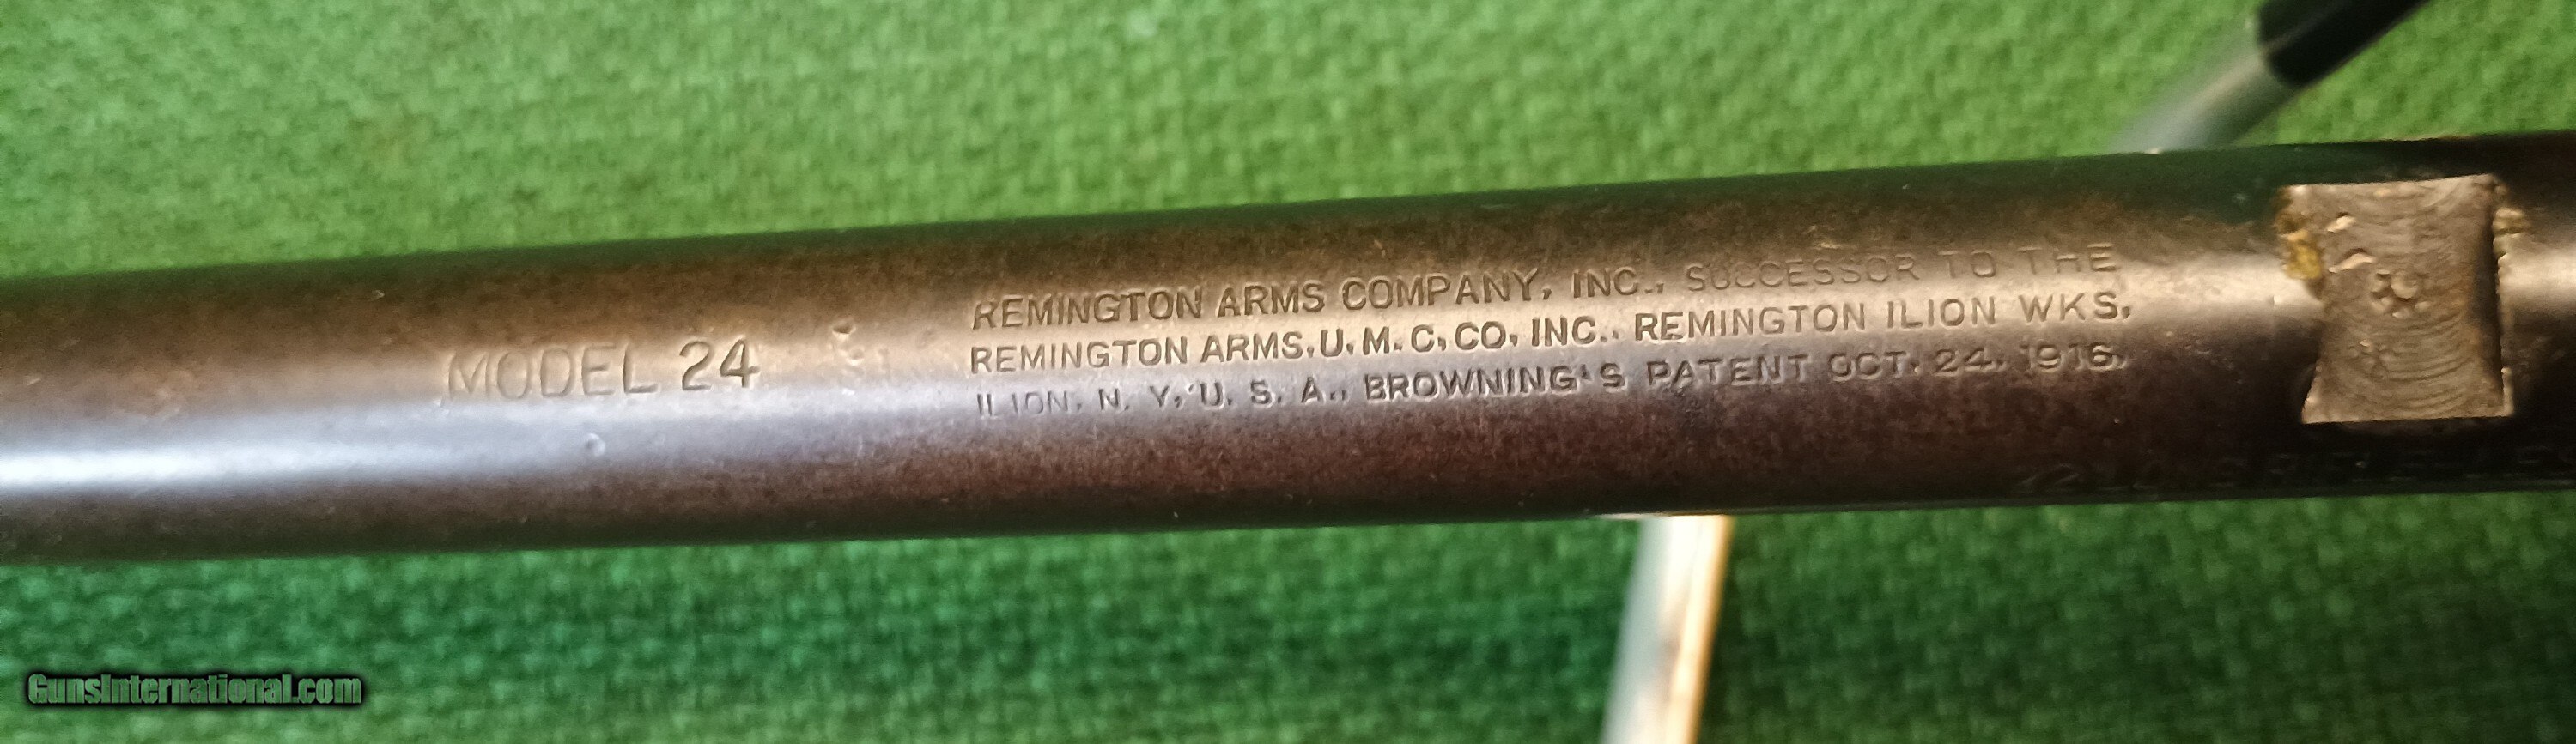 MODEL 24
REMINGTON ARMS COMPANY, INC., SUCCESSOR TO THE
REMINGTON ARMS.U.M.C.CO.INC.. REMINGTON ILION WKS.
ILION, N. Y., U. S. A., BROWNING'S PATENT OCT. 24. 1916.
GunsInternational.com